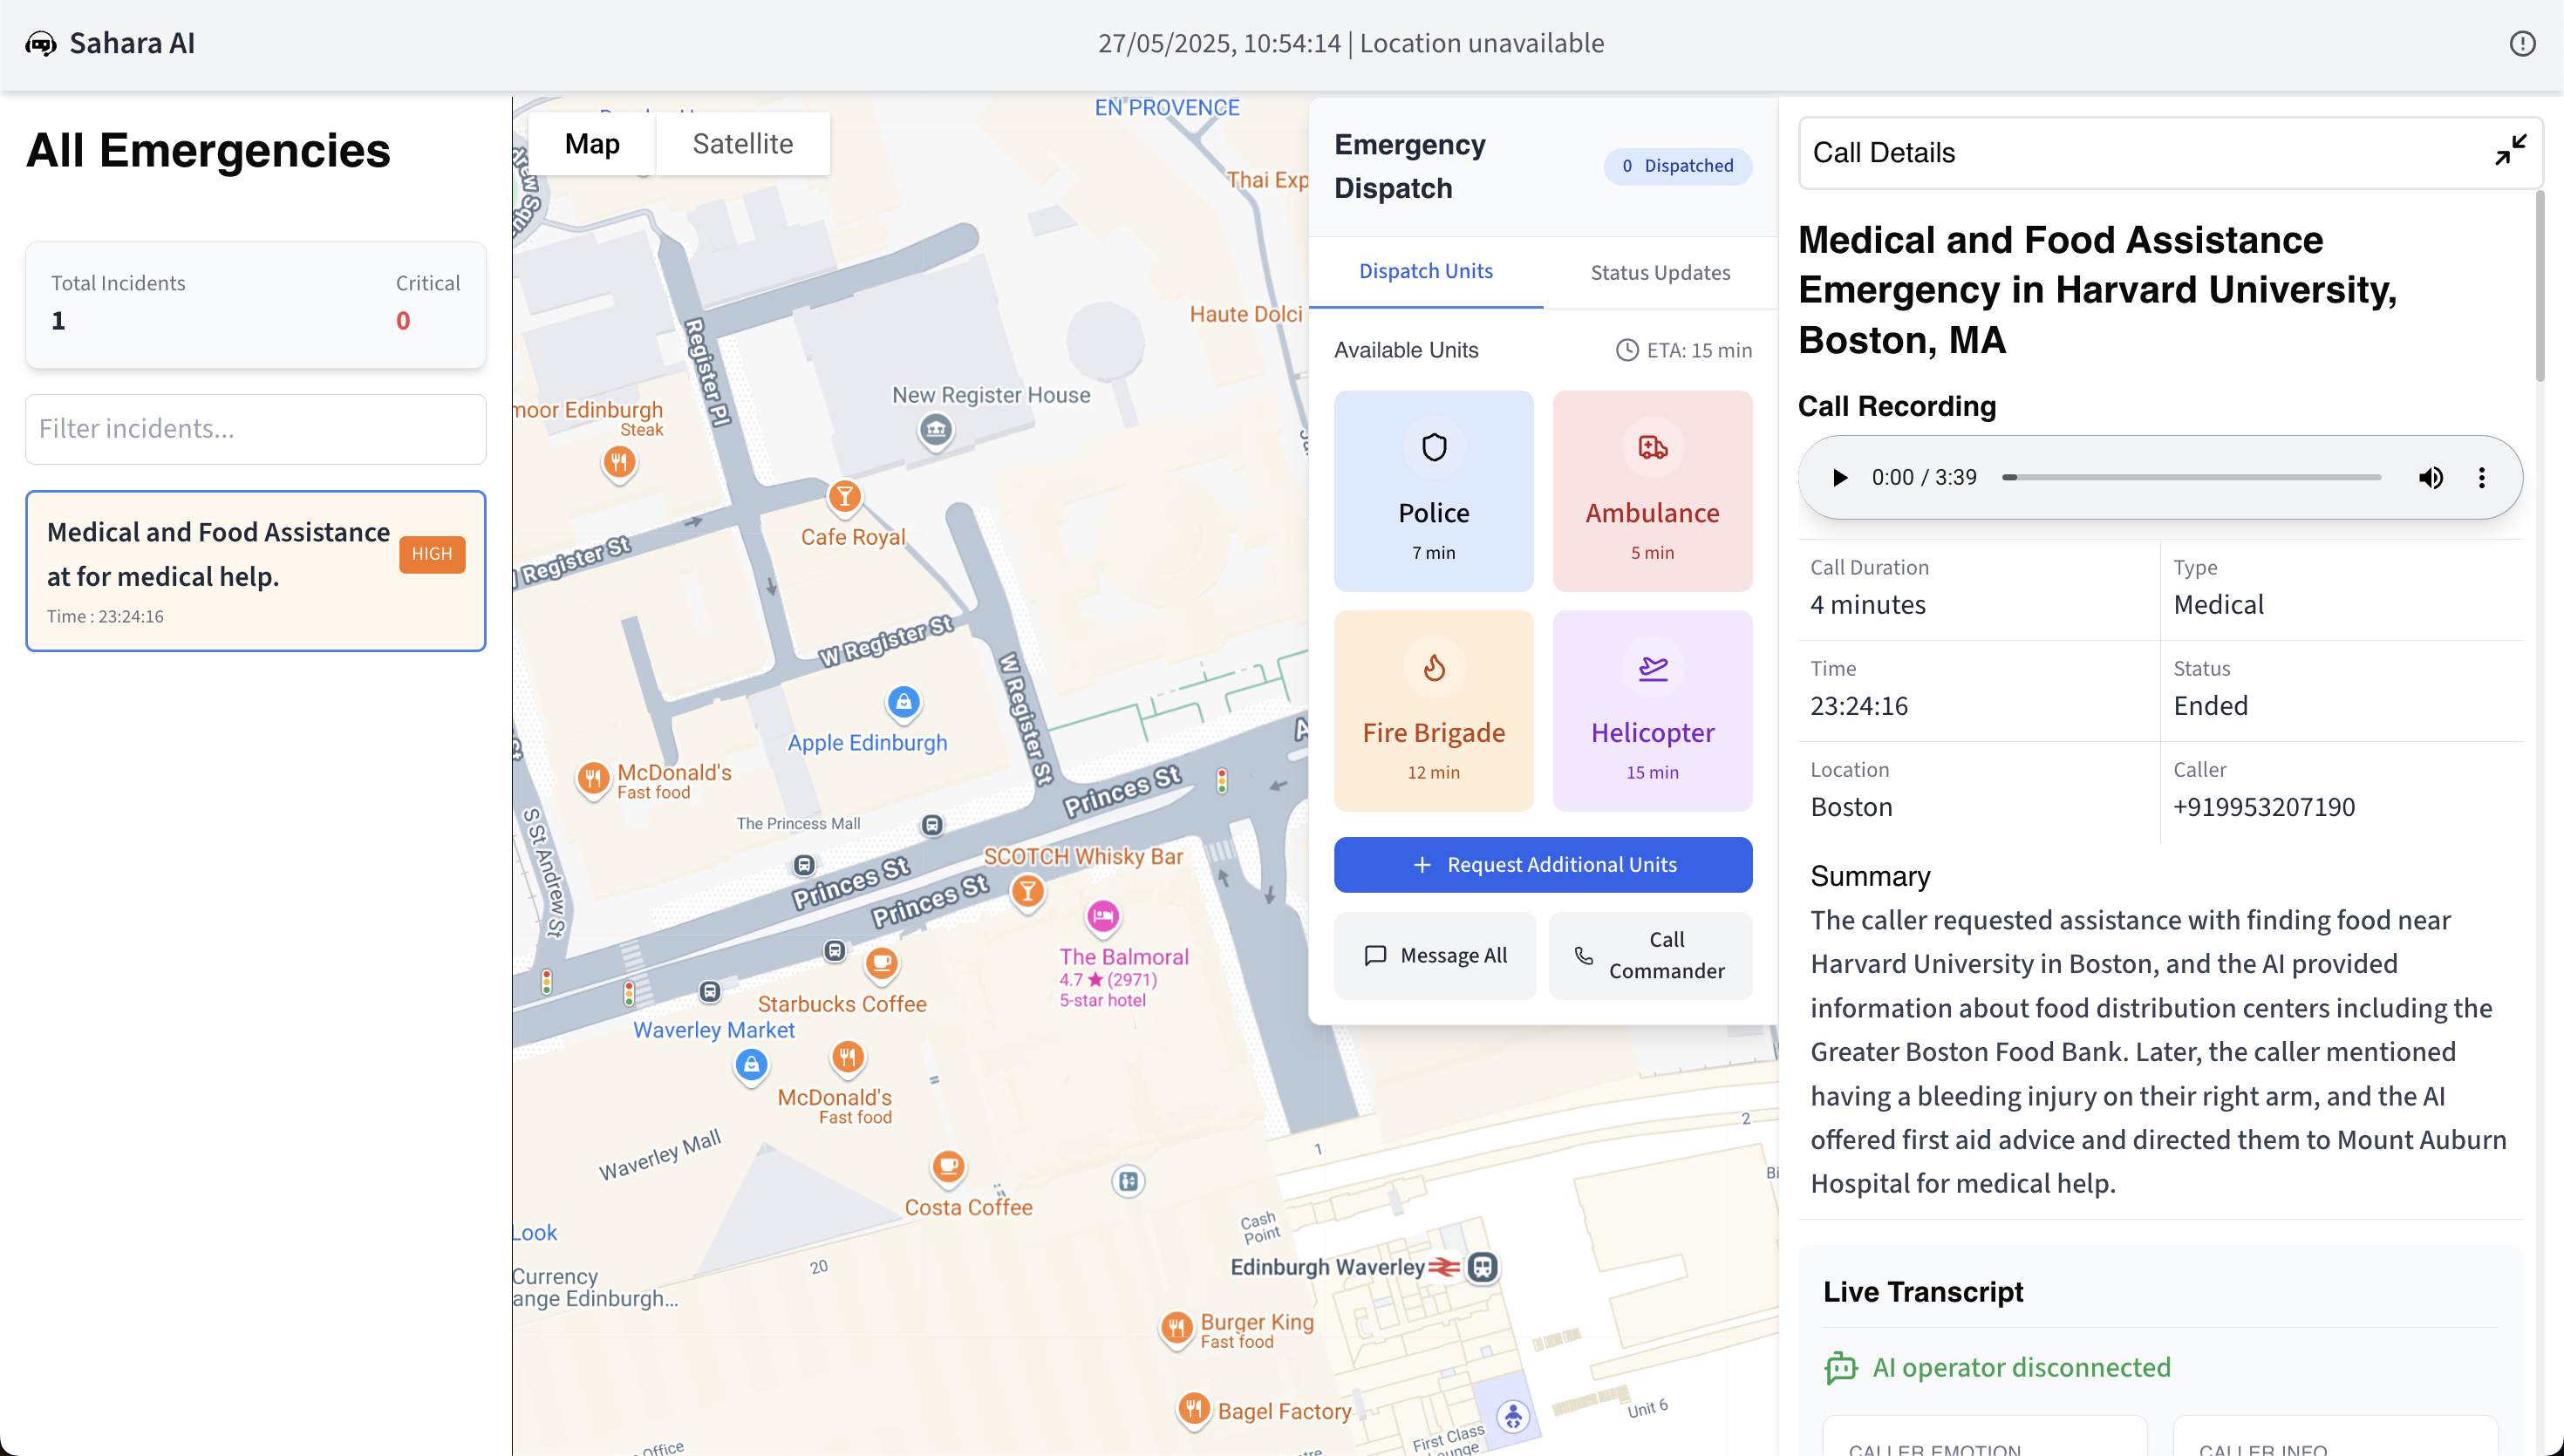 Sahara AI
27/05/2025, 10:54:14 | Location unavailable
All Emergencies
Total Incidents
1
Critical
0
Filter incidents...
Medical and Food Assistance
at for medical help.
HIGH
Time : 23:24:16
Map
Satellite
EN PROVENCE
Thai Exp
Haute Dolci
Register Pl
New Register House
moor Edinburgh
Steak
Cafe Royal
Register St
W Register St
W Register St
Apple Edinburgh
McDonald's
Fast food
The Princess Mall
Princes St
S St Andrew St
SCOTCH Whisky Bar
Princes St
Princes St
The Balmoral
4.7 ★ (2971)
5-star hotel
Starbucks Coffee
Waverley Market
McDonald's
Fast food
Waverley Mall
Costa Coffee
1
2
Look
Cash
Point
20
Currency
ange Edinburgh...
Edinburgh Waverley
Burger King
Fast food
Bagel Factory
Unit 6
First Class
Office
Emergency
Dispatch
0 Dispatched
Dispatch Units
Status Updates
Available Units
ETA: 15 min
Police
7 min
Ambulance
5 min
Fire Brigade
12 min
Helicopter
15 min
+ Request Additional Units
Message All
Call
Commander
Call Details
Medical and Food Assistance
Emergency in Harvard University,
Boston, MA
Call Recording
0:00 / 3:39
Call Duration
4 minutes
Type
Medical
Time
23:24:16
Status
Ended
Location
Boston
Caller
+919953207190
Summary
The caller requested assistance with finding food near
Harvard University in Boston, and the AI provided
information about food distribution centers including the
Greater Boston Food Bank. Later, the caller mentioned
having a bleeding injury on their right arm, and the AI
offered first aid advice and directed them to Mount Auburn
Hospital for medical help.
Live Transcript
AI operator disconnected
CALLER EMOTION
CALLER INFO